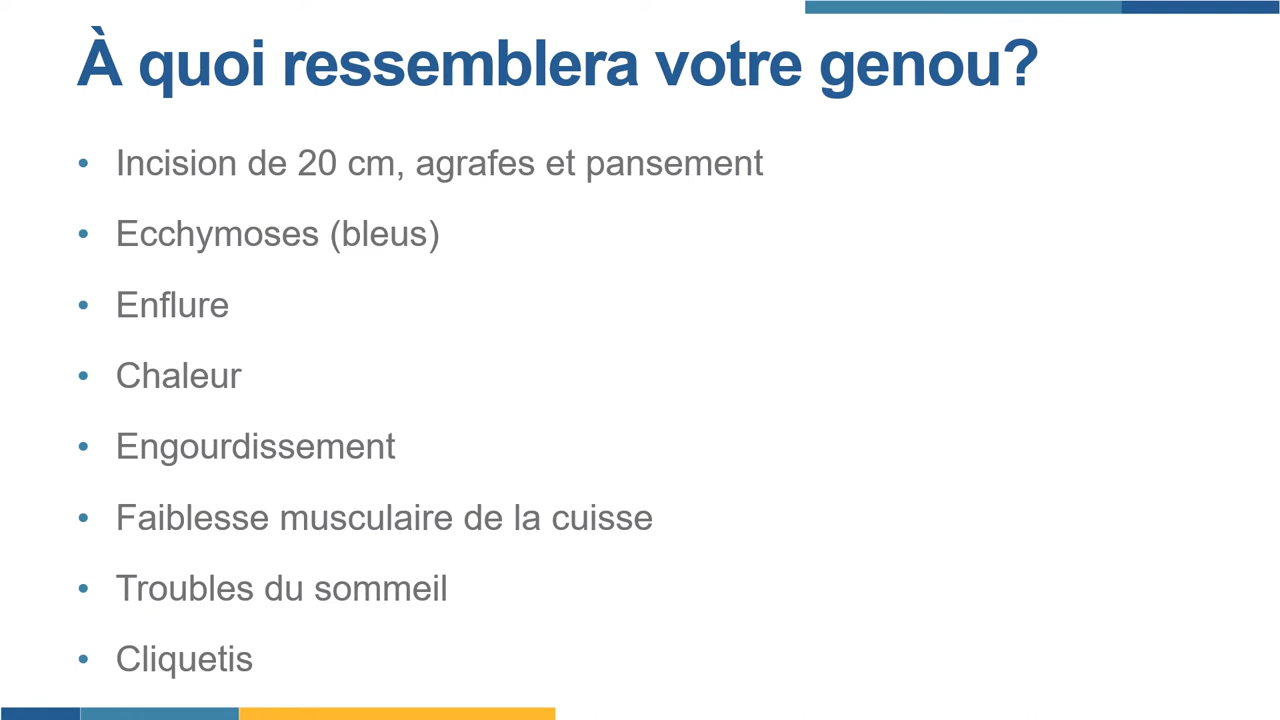 À quoi ressemblera votre genou?
• Incision de 20 cm, agrafes et pansement
• Ecchymoses (bleus)
• Enflure
• Chaleur
• Engourdissement
• Faiblesse musculaire de la cuisse
• Troubles du sommeil
• Cliquetis